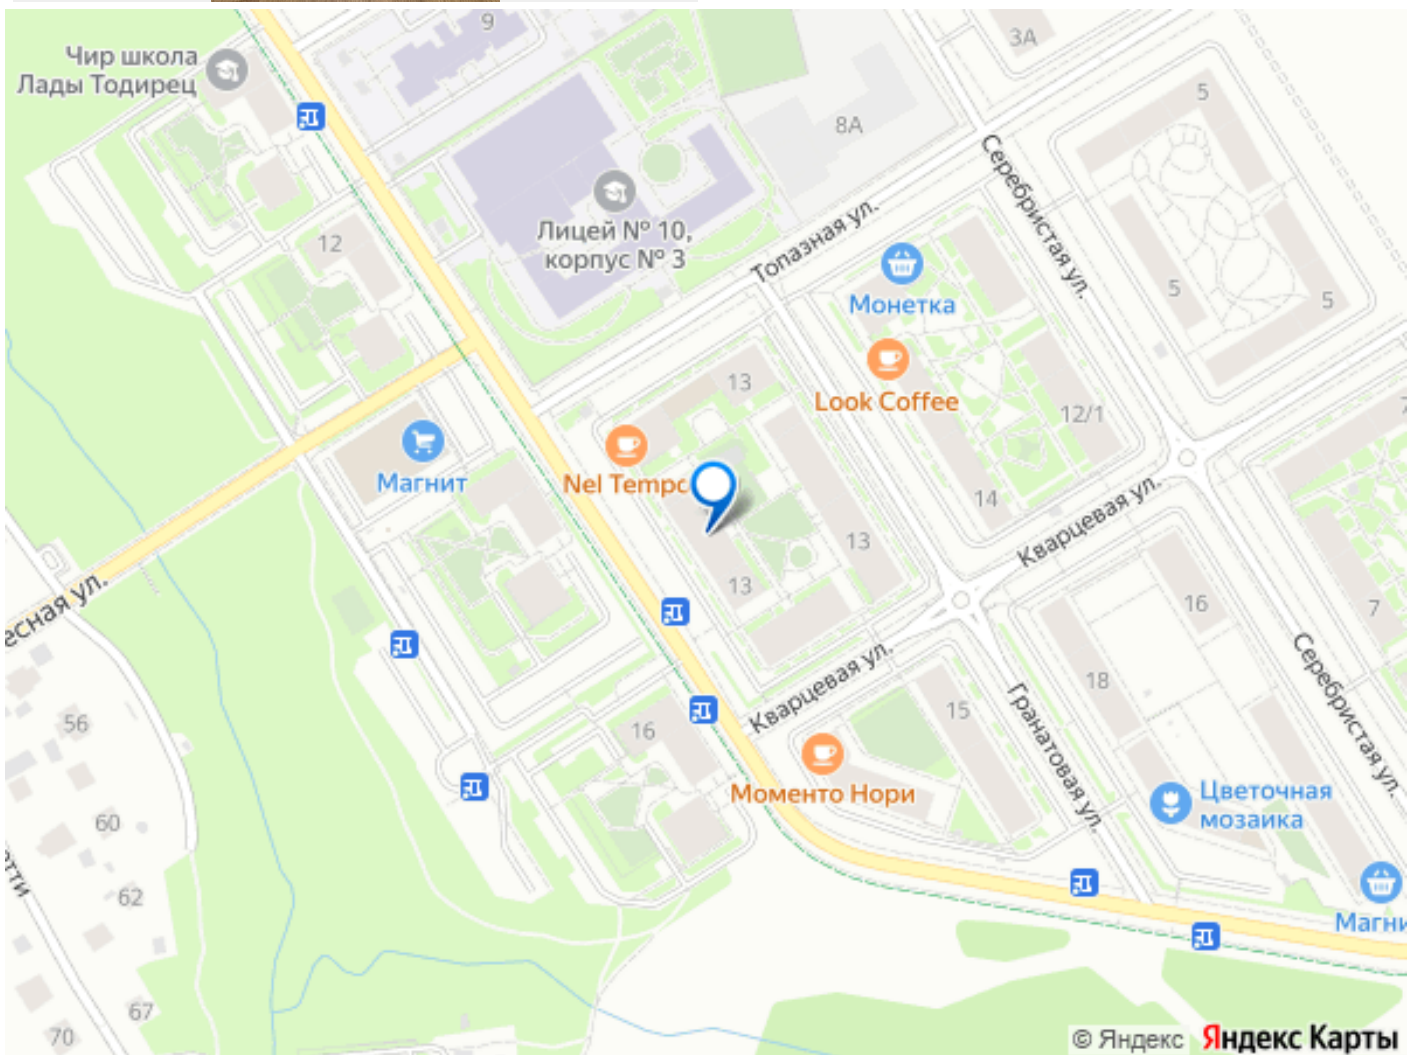 9
3А
Чир школа
Лады Тодирец
5
8А
Серебристая ул.
Лицей № 10,
корпус № 3
12
Топазная ул.
Монетка
5
5
13
Look Coffee
12/1
7
Магнит
Nel Tempo
14
Кварцевая ул.
13
13
16
7
есная ул.
Кварцевая ул.
Серебристая ул.
56
16
15
18
Гранатовая ул.
Моменто Нори
Цветочная
мозаика
60
етти
62
Магни
67
70
© Яндекс Яндекс Карты